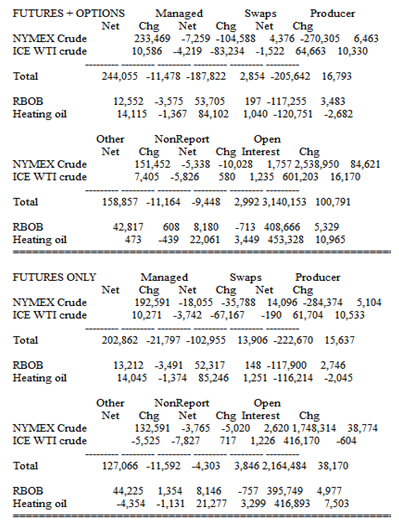 FUTURES + OPTIONS Managed Swaps Producer
Net Chg Net Chg Net Chg
NYMEX Crude 233,469 -7,259 -104,588 4,376 -270,305 6,463
ICE WTI Crude 10,586 -4,219 -83,234 -1,522 64,663 10,330
--------- --------- --------- --------- ---------
Total 244,055 -11,478 -187,822 2,854 -205,642 16,793
RBOB 12,552 -3,575 53,705 197 -117,255 3,483
Heating oil 14,115 -1,367 84,102 1,040 -120,751 -2,682
Other NonReport Open
Net Chg Net Chg Interest Chg
NYMEX Crude 151,452 -5,338 -10,028 1,757 2,538,950 84,621
ICE WTI crude 7,405 -5,826 580 1,235 601,203 16,170
--------- --------- --------- --------- ---------
Total 158,857 -11,164 -9,448 2,992 3,140,153 100,791
RBOB 42,817 608 8,180 -713 408,666 5,329
Heating oil 473 -439 22,061 3,449 453,328 10,965
==================================================
FUTURES ONLY Managed Swaps Producer
Net Chg Net Chg Net Chg
NYMEX Crude 192,591 -18,055 -35,788 14,096 -284,374 5,104
ICE WTI crude 10,271 -3,742 -67,167 -190 61,704 10,533
--------- --------- --------- --------- ---------
Total 202,862 -21,797 -102,955 13,906 -222,670 15,637
RBOB 13,212 -3,491 52,317 148 -117,900 2,746
Heating oil 14,045 -1,374 85,246 1,251 -116,214 -2,045
Other NonReport Open
Net Chg Net Chg Interest Chg
NYMEX Crude 132,591 -3,765 -5,020 2,620 1,748,314 38,774
ICE WTI crude -5,525 -7,827 717 1,226 416,170 -604
--------- --------- --------- --------- ---------
Total 127,066 -11,592 -4,303 3,846 2,164,484 38,170
RBOB 44,225 1,354 8,146 -757 395,749 4,977
Heating oil -4,354 -1,131 21,277 3,299 416,893 7,503
==================================================